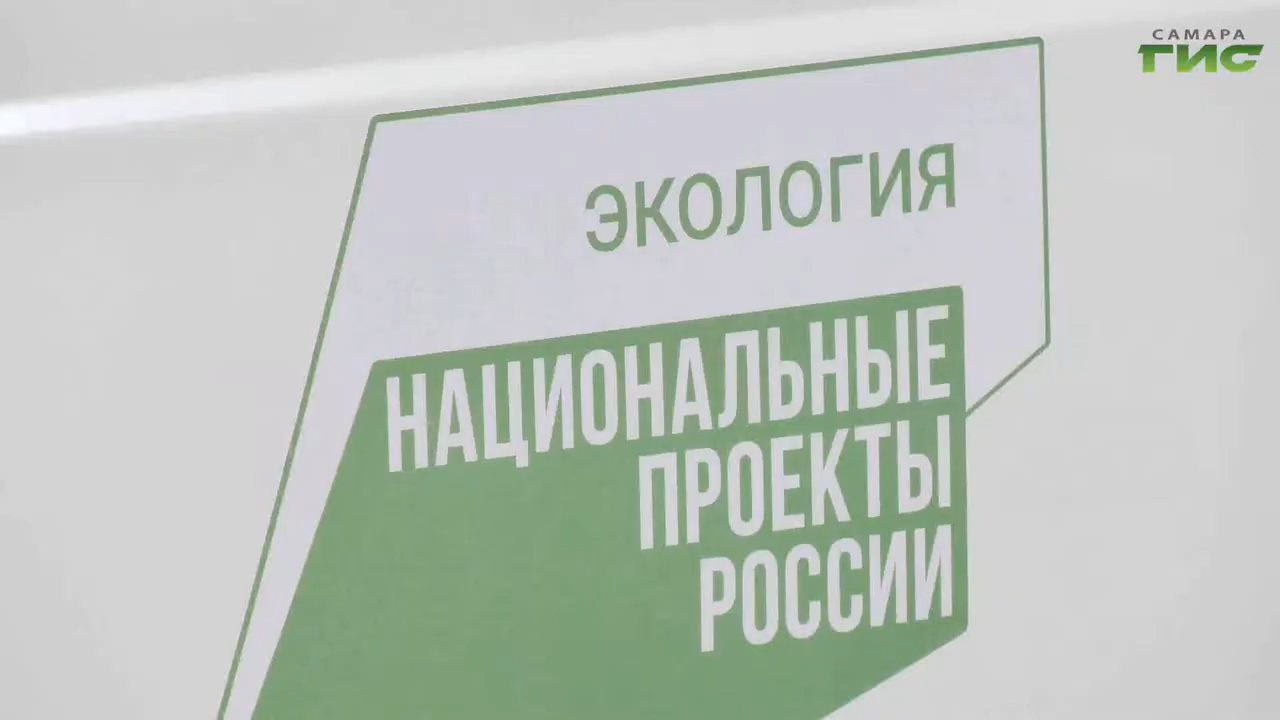 САМАРА
ГИС
ЭКОЛОГИЯ
НАЦИОНАЛЬНЫЕ
ПРОЕКТЫ
РОССИИ